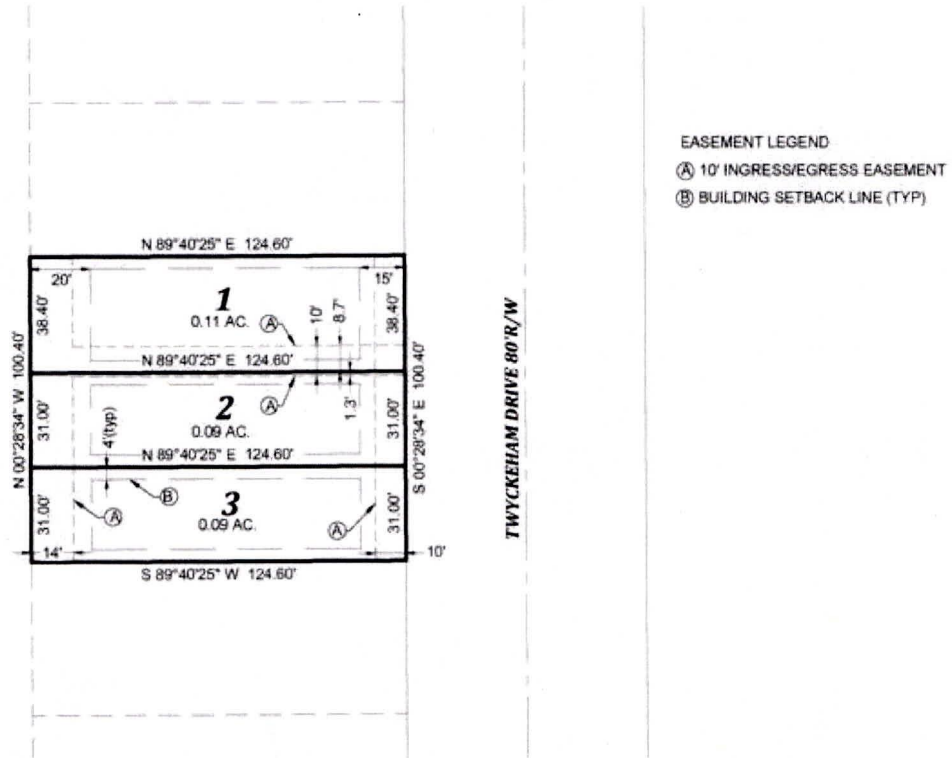 EASEMENT LEGEND
Ⓐ 10' INGRESS/EGRESS EASEMENT
Ⓑ BUILDING SETBACK LINE (TYP)
N 89°40'25" E 124.60'
20'
15'
1
0.11 AC.
Ⓐ
10'
8.7'
38.40'
38.40'
N 89°40'25" E 124.60'
N 00°28'34" W 100.40'
S 00°28'34" E 100.40'
2
0.09 AC.
Ⓐ
1.3'
31.00'
31.00'
4'(typ)
N 89°40'25" E 124.60'
Ⓑ
3
0.09 AC.
Ⓐ
Ⓐ
31.00'
31.00'
14'
10'
S 89°40'25" W 124.60'
TWYCKEHAM DRIVE 80'R/W